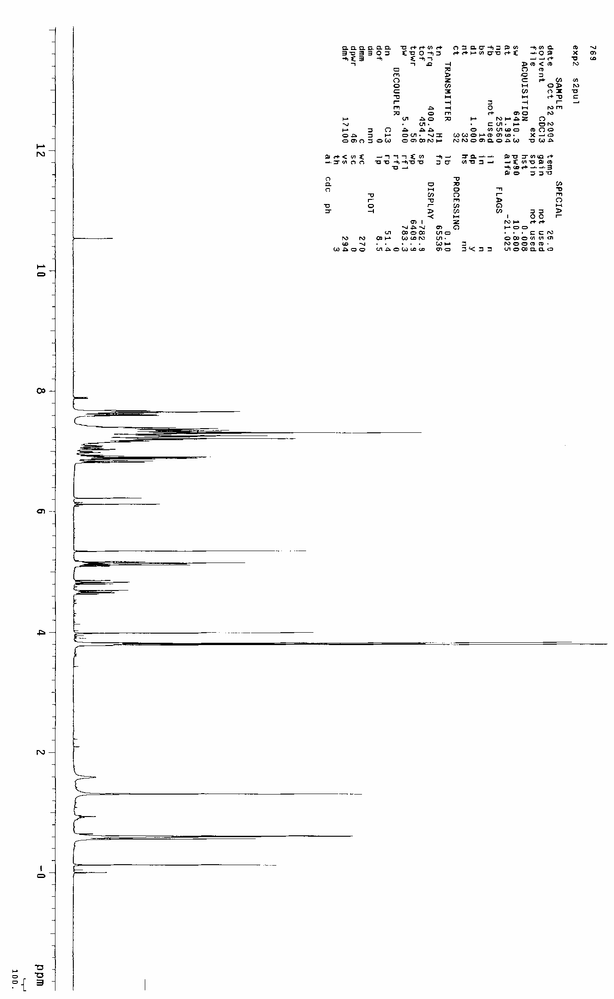 769
exp2 s2pul
SAMPLE
date Oct 22 2004
solvent CDCl3
file exp
ACQUISITION
sw 6410.3
at 1.994
np 25560
fb not used
bs 16
d1 1.000
nt 32
ct 32
TRANSMITTER
tn H1
sfrq 400.472
tof 454.8
tpwr 56
pw 5.400
DECOUPLER
dn C13
dof 0
dm nnn
dmm c
dpwr 46
dmf 17100
SPECIAL
temp 26.0
gain not used
spin not used
hst 0.008
pw90 10.800
alfa -21.025
FLAGS
il n
in n
dp y
hs nn
PROCESSING
lb 0.10
fn 65536
DISPLAY
sp -782.9
wp 6409.9
rfl 783.3
rfp 0
rp 51.4
lp 8.5
PLOT
wc 270
sc 0
vs 294
th 3
ai cdc ph
12 10 8 6 4 2 -0 ppm
100.